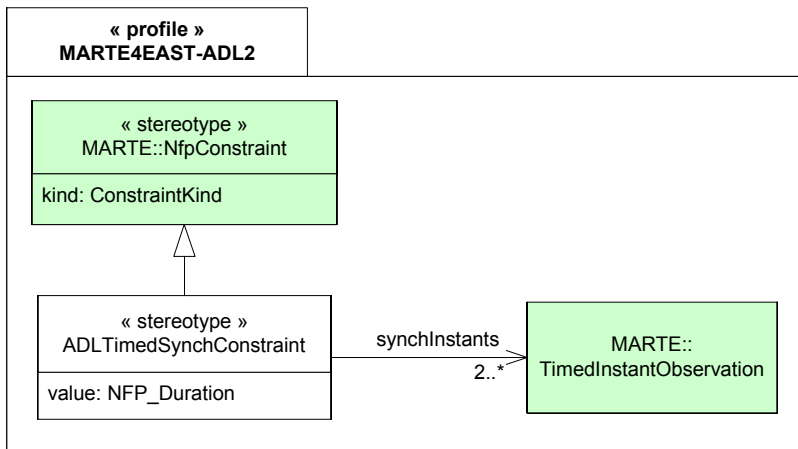 « profile »
MARTE4EAST-ADL2
« stereotype »
MARTE::NfpConstraint
kind: ConstraintKind
« stereotype »
ADLTimedSynchConstraint
value: NFP_Duration
synchInstants
2..*
MARTE::
TimedInstantObservation